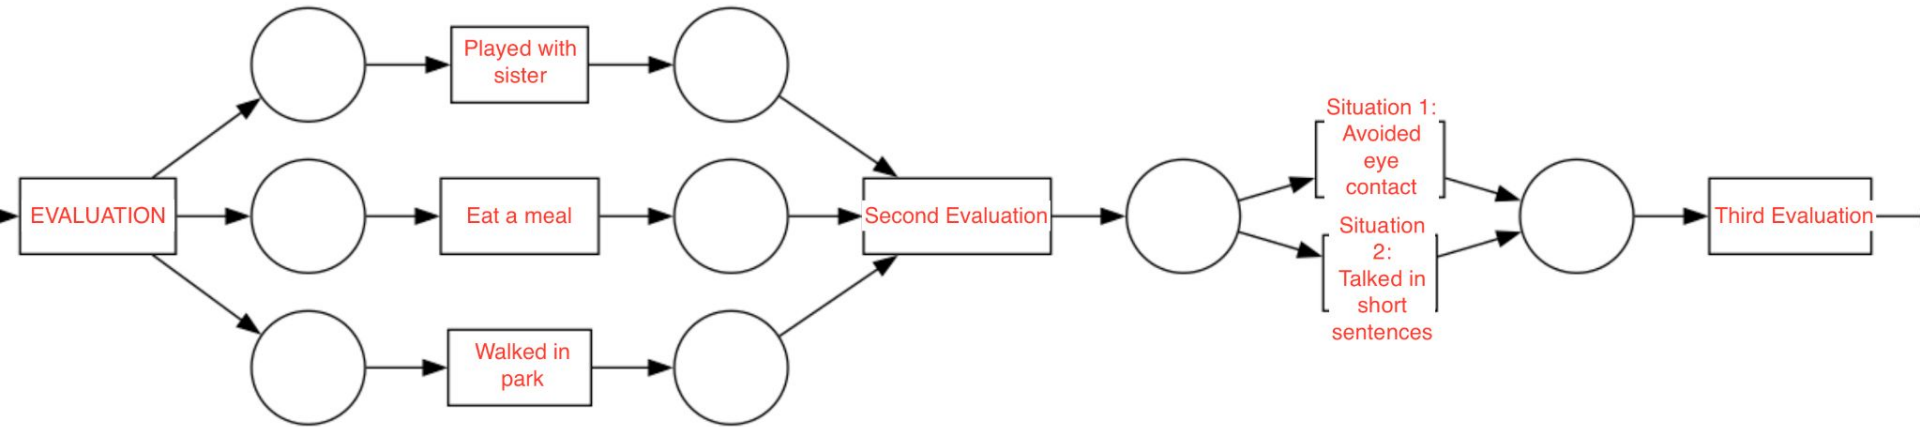 EVALUATION
Played with
sister
Eat a meal
Walked in
park
Second Evaluation
Situation 1:
Avoided
eye
contact
Situation
2:
Talked in
short
sentences
Third Evaluation